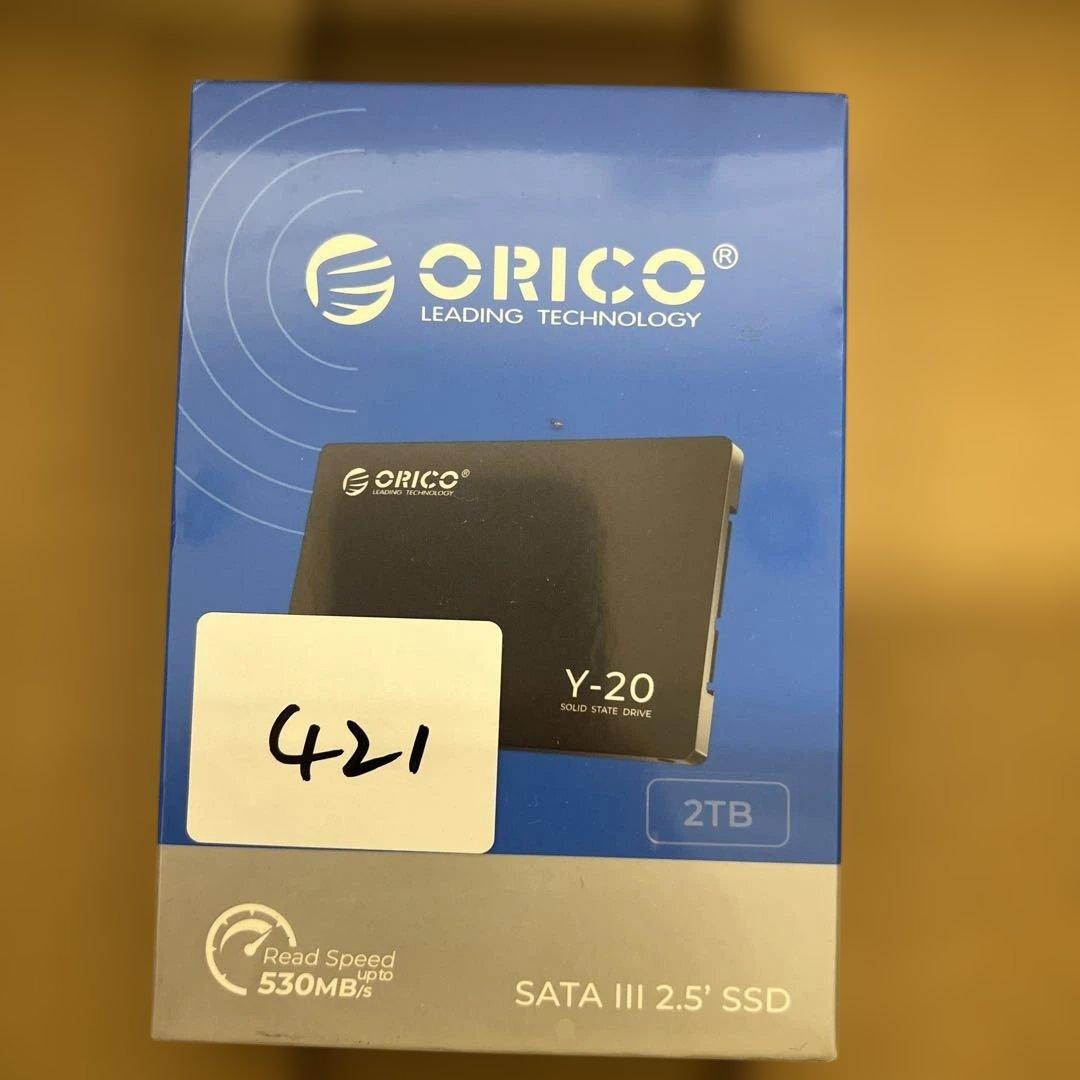 ORICO®
LEADING TECHNOLOGY
ORICO®
LEADING TECHNOLOGY
Y-20
SOLID STATE DRIVE
421
2TB
Read Speed
up to
530MB/s
SATA III 2.5' SSD